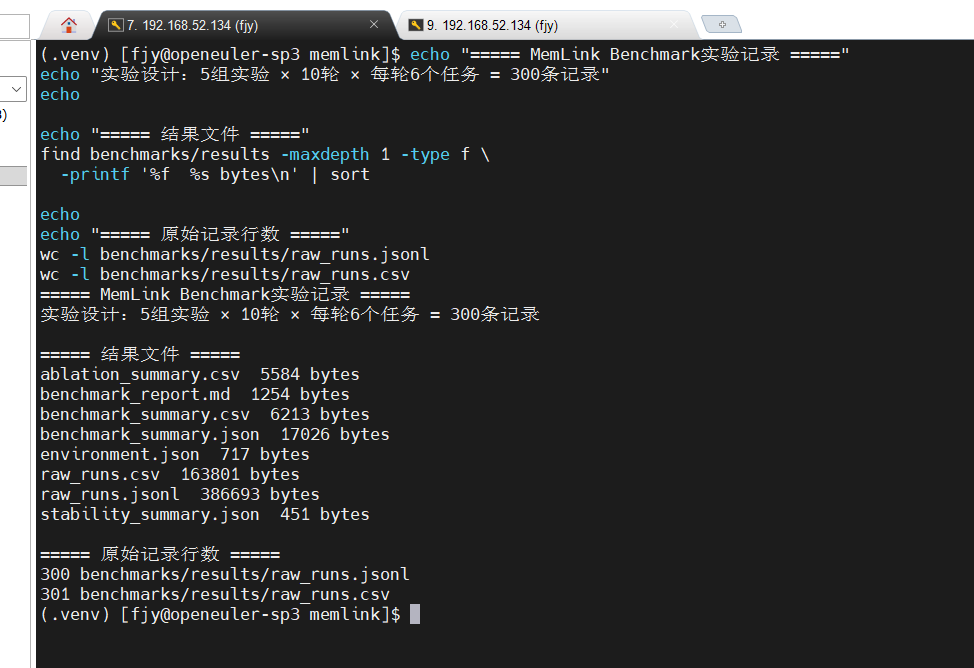 7. 192.168.52.134 (fjy)
9. 192.168.52.134 (fjy)
(.venv) [fjy@openeuler-sp3 memlink]$ echo "===== MemLink Benchmark实验记录 ====="
echo "实验设计：5组实验 × 10轮 × 每轮6个任务 = 300条记录"
echo
echo "===== 结果文件 ====="
find benchmarks/results -maxdepth 1 -type f \
  -printf '%f  %s bytes\n' | sort
echo
echo "===== 原始记录行数 ====="
wc -l benchmarks/results/raw_runs.jsonl
wc -l benchmarks/results/raw_runs.csv
===== MemLink Benchmark实验记录 =====
实验设计：5组实验 × 10轮 × 每轮6个任务 = 300条记录
===== 结果文件 =====
ablation_summary.csv  5584 bytes
benchmark_report.md  1254 bytes
benchmark_summary.csv  6213 bytes
benchmark_summary.json  17026 bytes
environment.json  717 bytes
raw_runs.csv  163801 bytes
raw_runs.jsonl  386693 bytes
stability_summary.json  451 bytes
===== 原始记录行数 =====
300 benchmarks/results/raw_runs.jsonl
301 benchmarks/results/raw_runs.csv
(.venv) [fjy@openeuler-sp3 memlink]$